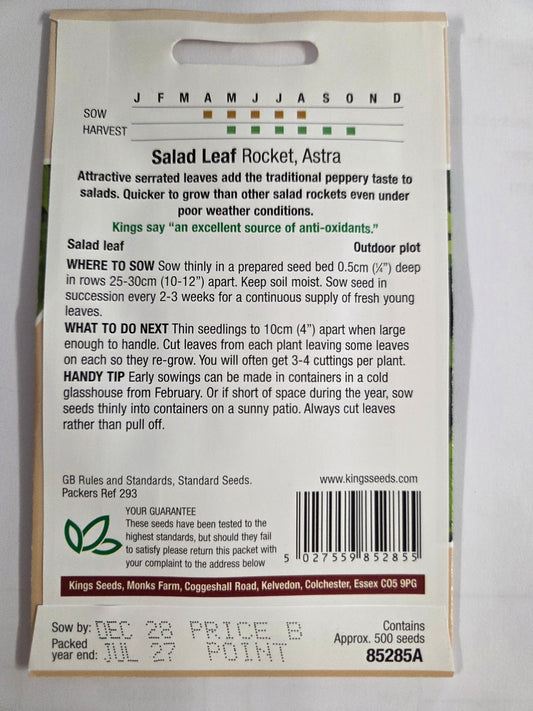 J F M A M J J A S O N D
SOW
HARVEST
Salad Leaf Rocket, Astra
Attractive serrated leaves add the traditional peppery taste to
salads. Quicker to grow than other salad rockets even under
poor weather conditions.
Kings say “an excellent source of anti-oxidants.”
Salad leaf Outdoor plot
WHERE TO SOW Sow thinly in a prepared seed bed 0.5cm (¼”) deep
in rows 25-30cm (10-12”) apart. Keep soil moist. Sow seed in
succession every 2-3 weeks for a continuous supply of fresh young
leaves.
WHAT TO DO NEXT Thin seedlings to 10cm (4”) apart when large
enough to handle. Cut leaves from each plant leaving some leaves
on each so they re-grow. You will often get 3-4 cuttings per plant.
HANDY TIP Early sowings can be made in containers in a cold
glasshouse from February. Or if short of space during the year, sow
seeds thinly into containers on a sunny patio. Always cut leaves
rather than pull off.
GB Rules and Standards, Standard Seeds.
Packers Ref 293
www.kingsseeds.com
YOUR GUARANTEE
These seeds have been tested to the
highest standards, but should they fail
to satisfy please return this packet with
your complaint to the address below
5 027559 852855
Kings Seeds, Monks Farm, Coggeshall Road, Kelvedon, Colchester, Essex CO5 9PG
Sow by: DEC 28 PRICE B
Packed
year end: JUL 27 POINT
Contains
Approx. 500 seeds
85285A